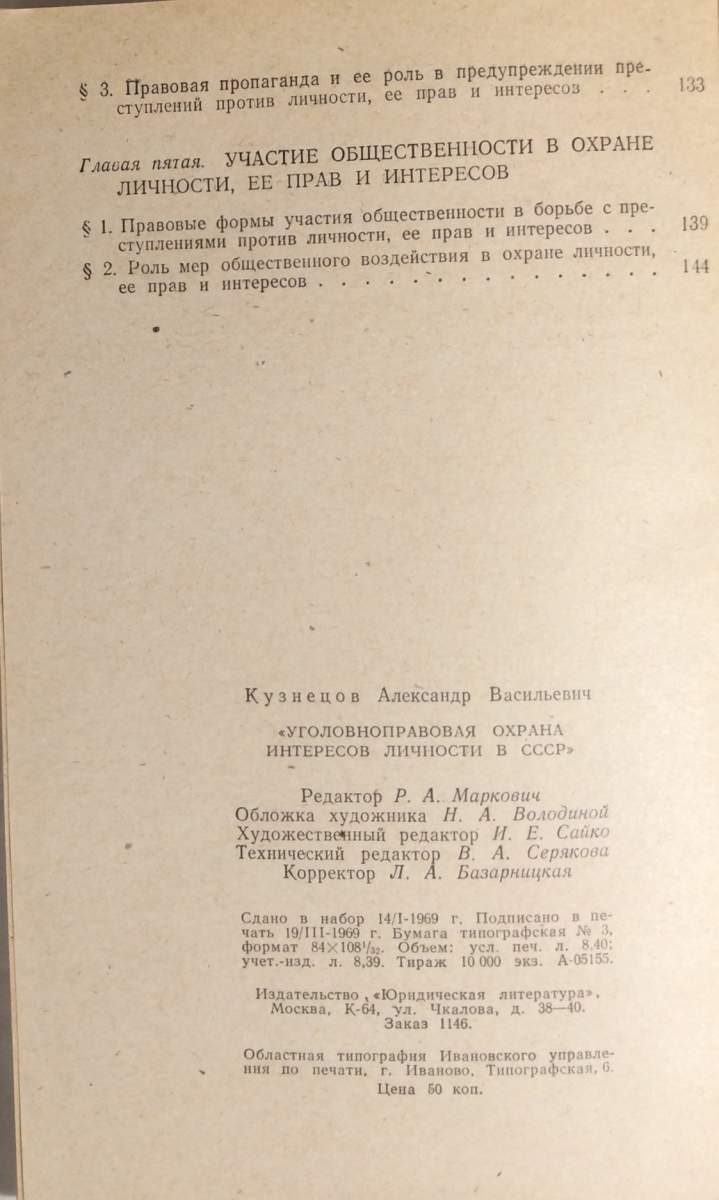 § 3. Правовая пропаганда и ее роль в предупреждении пре-
ступлений против личности, ее прав и интересов . . . 133
Глава пятая. УЧАСТИЕ ОБЩЕСТВЕННОСТИ В ОХРАНЕ
ЛИЧНОСТИ, ЕЕ ПРАВ И ИНТЕРЕСОВ
§ 1. Правовые формы участия общественности в борьбе с пре-
ступлениями против личности, ее прав и интересов . . . 139
§ 2. Роль мер общественного воздействия в охране личности,
ее прав и интересов . . . . . . . . . . . . . . . 144
Кузнецов Александр Васильевич
«УГОЛОВНОПРАВОВАЯ ОХРАНА
ИНТЕРЕСОВ ЛИЧНОСТИ В СССР»
Редактор Р. А. Маркович
Обложка художника Н. А. Володиной
Художественный редактор И. Е. Сайко
Технический редактор В. А. Серякова
Корректор Л. А. Базарницкая
Сдано в набор 14/I-1969 г. Подписано в пе-
чать 19/III-1969 г. Бумага типографская № 3,
формат 84×108¹/₃₂. Объем: усл. печ. л. 8,40;
учет.-изд. л. 8,39. Тираж 10 000 экз. А-05155.
Издательство «Юридическая литература»,
Москва, К-64, ул. Чкалова, д. 38—40.
Заказ 1146.
Областная типография Ивановского управле-
ния по печати, г. Иваново, Типографская, 6.
Цена 50 коп.